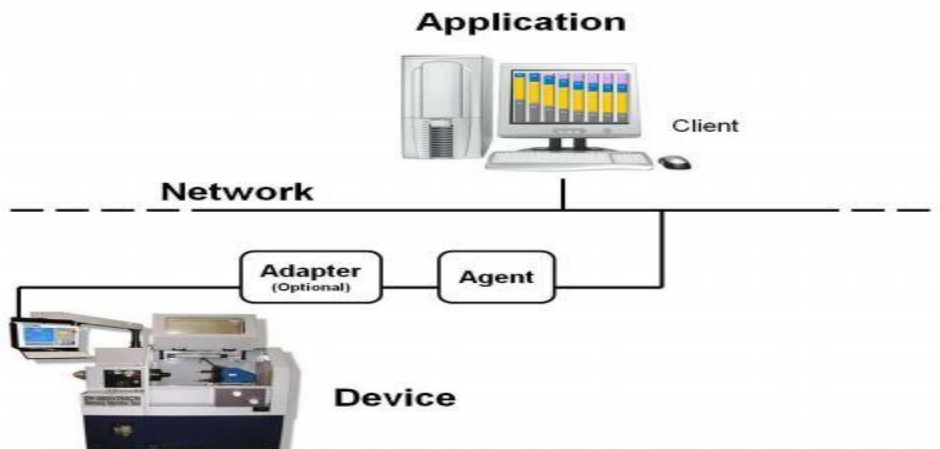 Application
Client
Network
Adapter
(Optional)
Agent
Device